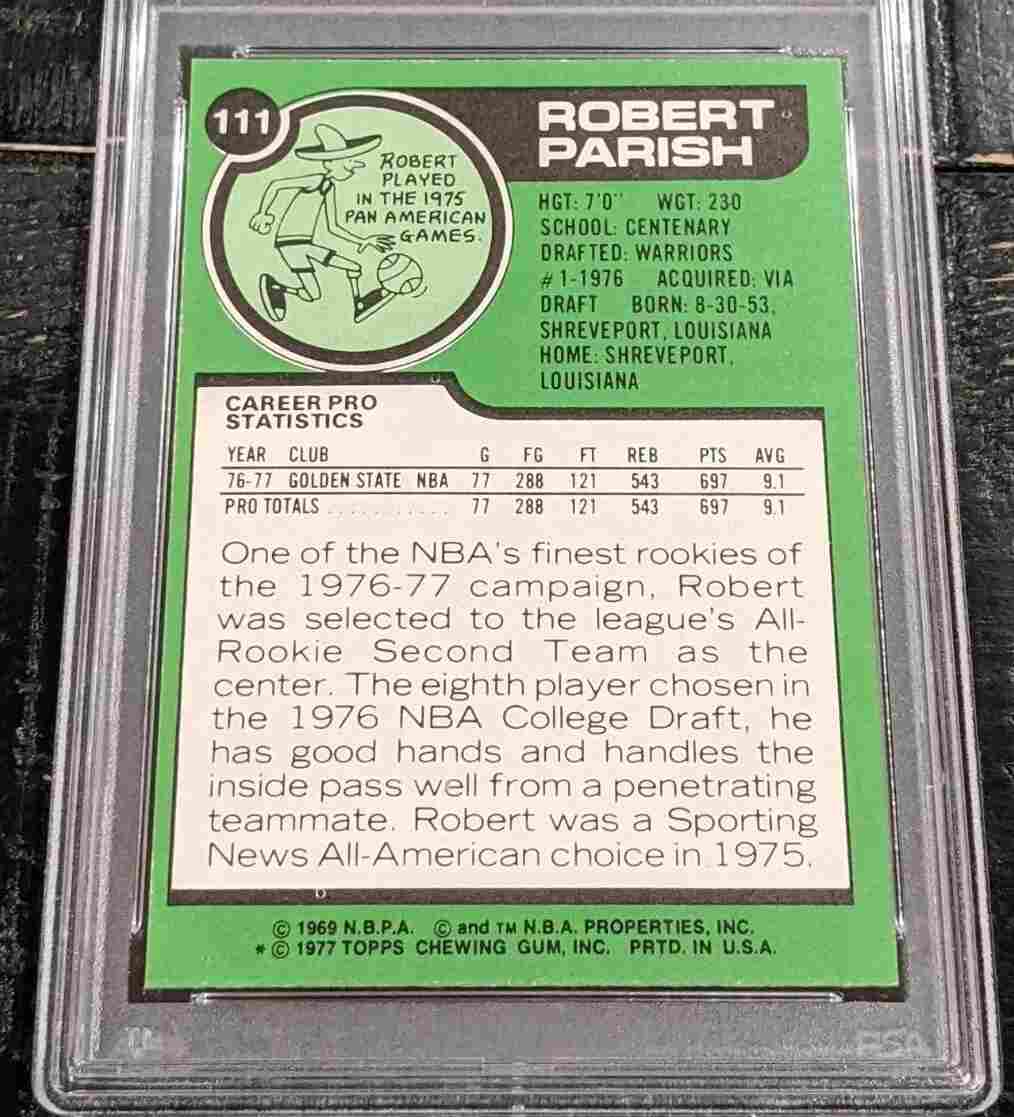 111
ROBERT
PLAYED
IN THE 1975
PAN AMERICAN
GAMES.
ROBERT
PARISH
HGT: 7'0" WGT: 230
SCHOOL: CENTENARY
DRAFTED: WARRIORS
#1-1976 ACQUIRED: VIA
DRAFT BORN: 8-30-53,
SHREVEPORT, LOUISIANA
HOME: SHREVEPORT,
LOUISIANA
CAREER PRO
STATISTICS
YEAR CLUB G FG FT REB PTS AVG
76-77 GOLDEN STATE NBA 77 288 121 543 697 9.1
PRO TOTALS ........... 77 288 121 543 697 9.1
One of the NBA's finest rookies of
the 1976-77 campaign, Robert
was selected to the league's All-
Rookie Second Team as the
center. The eighth player chosen in
the 1976 NBA College Draft, he
has good hands and handles the
inside pass well from a penetrating
teammate. Robert was a Sporting
News All-American choice in 1975.
© 1969 N.B.P.A. © and TM N.B.A. PROPERTIES, INC.
* © 1977 TOPPS CHEWING GUM, INC. PRTD. IN U.S.A.
PSA